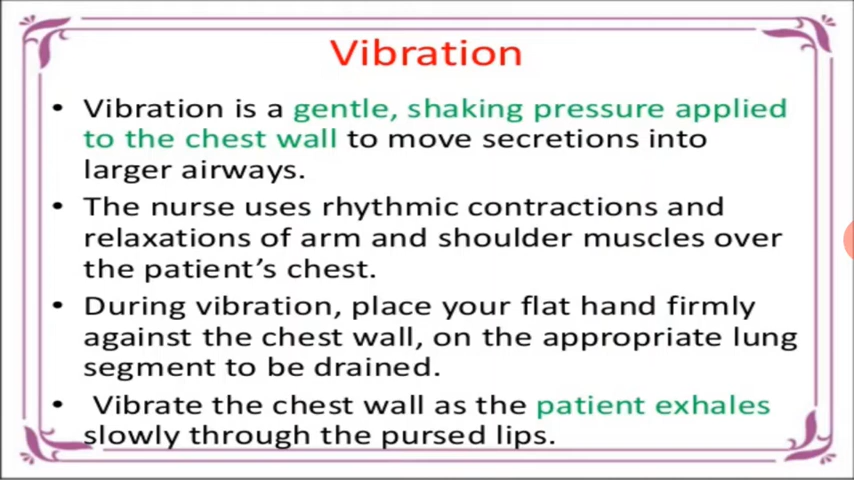 Vibration
• Vibration is a gentle, shaking pressure applied
to the chest wall to move secretions into
larger airways.
• The nurse uses rhythmic contractions and
relaxations of arm and shoulder muscles over
the patient's chest.
• During vibration, place your flat hand firmly
against the chest wall, on the appropriate lung
segment to be drained.
• Vibrate the chest wall as the patient exhales
slowly through the pursed lips.